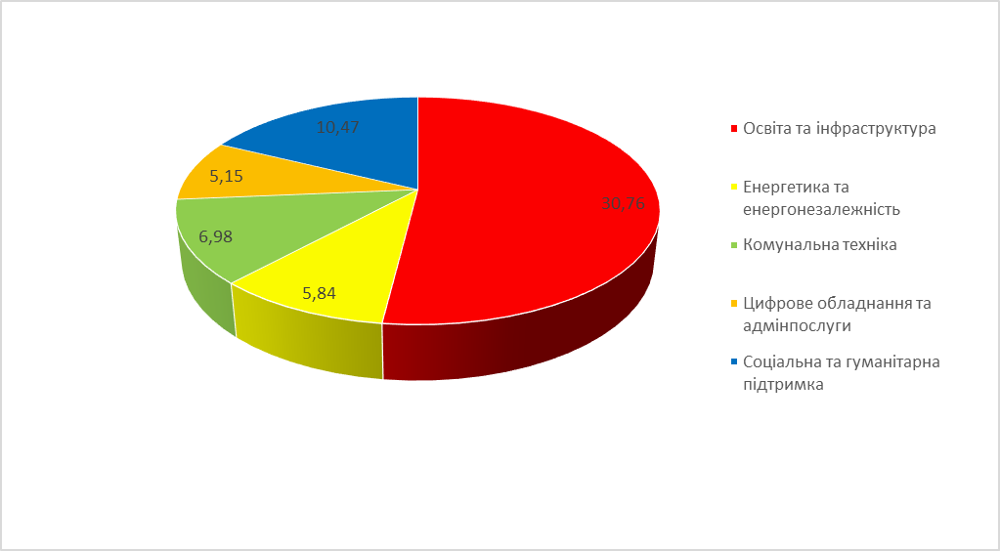 10,47
5,15
30,76
6,98
5,84
Освіта та інфраструктура
Енергетика та
енергонезалежність
Комунальна техніка
Цифрове обладнання та
адмінпослуги
Соціальна та гуманітарна
підтримка